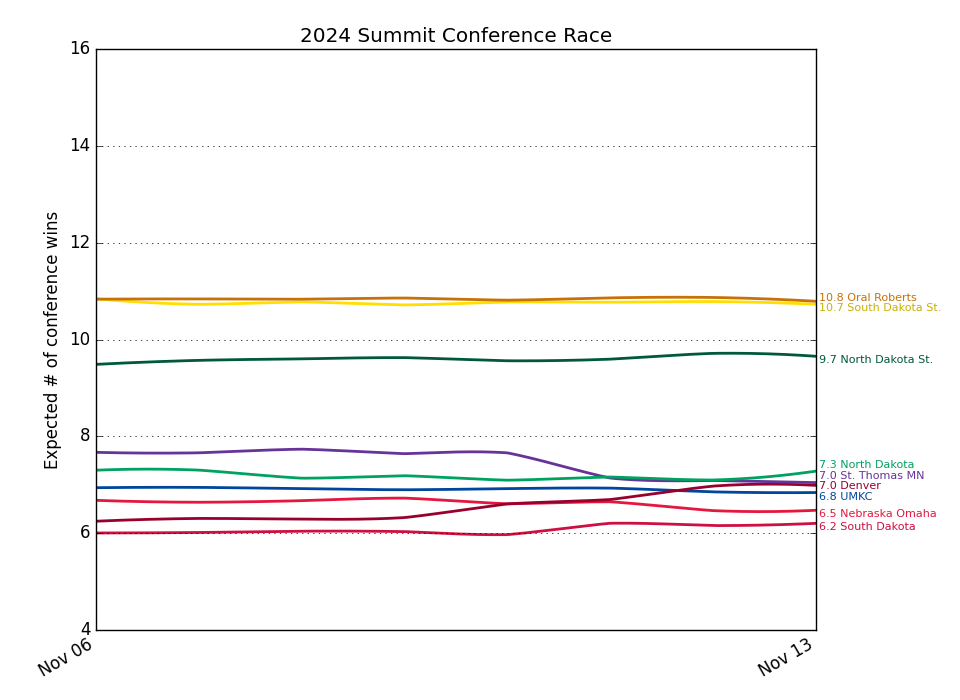 2024 Summit Conference Race
Expected # of conference wins
16
14
12
10
8
6
4
Nov 06
Nov 13
10.8 Oral Roberts
10.7 South Dakota St.
9.7 North Dakota St.
7.3 North Dakota
7.0 St. Thomas MN
7.0 Denver
6.8 UMKC
6.5 Nebraska Omaha
6.2 South Dakota